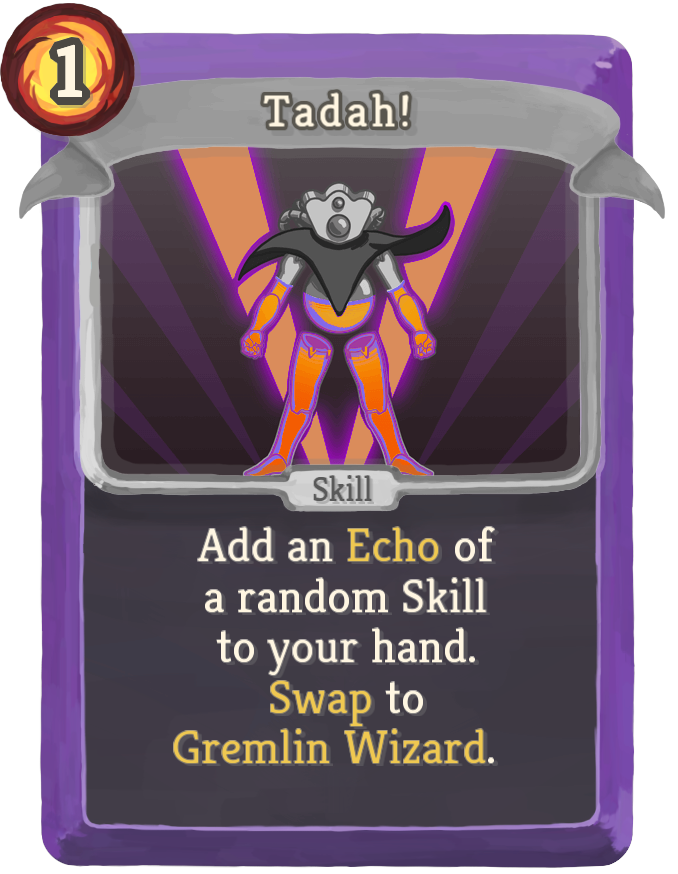 1
Tadah!
Skill
Add an Echo of
a random Skill
to your hand.
Swap to
Gremlin Wizard.